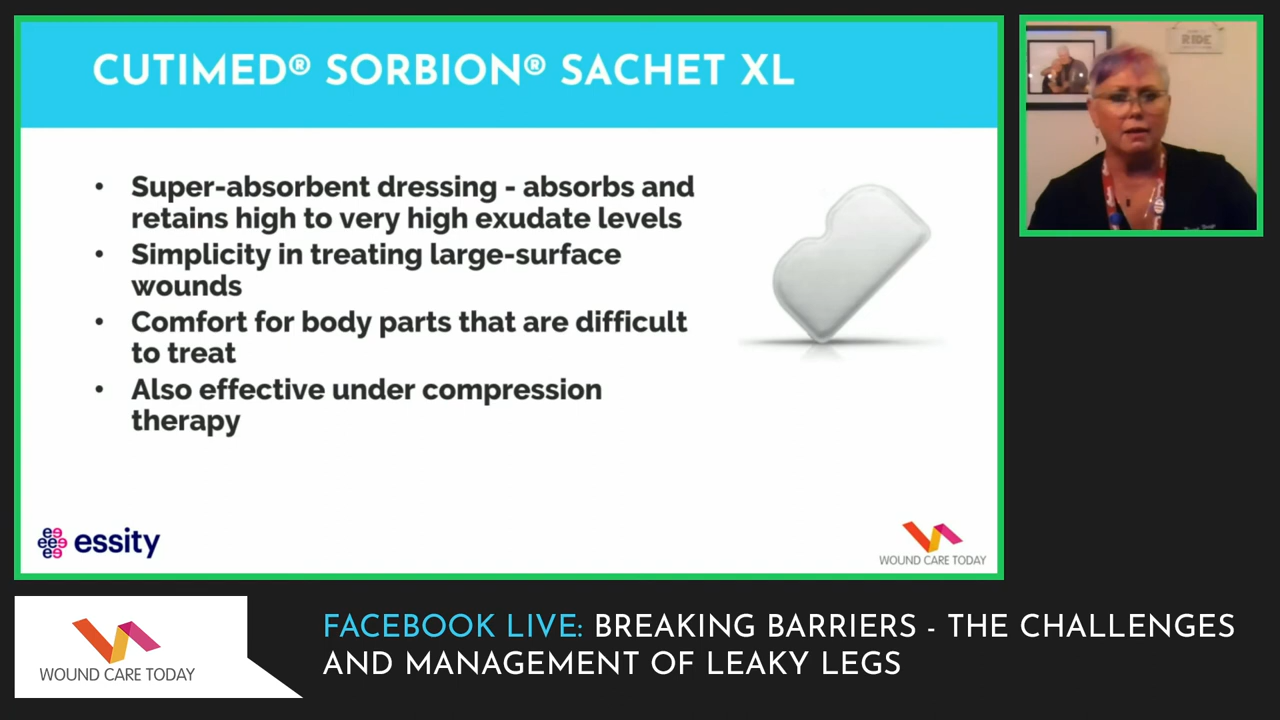 CUTIMED® SORBION® SACHET XL
• Super-absorbent dressing - absorbs and
retains high to very high exudate levels
• Simplicity in treating large-surface
wounds
• Comfort for body parts that are difficult
to treat
• Also effective under compression
therapy
essity
WOUND CARE TODAY
RIDE
WOUND CARE TODAY
FACEBOOK LIVE: BREAKING BARRIERS - THE CHALLENGES
AND MANAGEMENT OF LEAKY LEGS